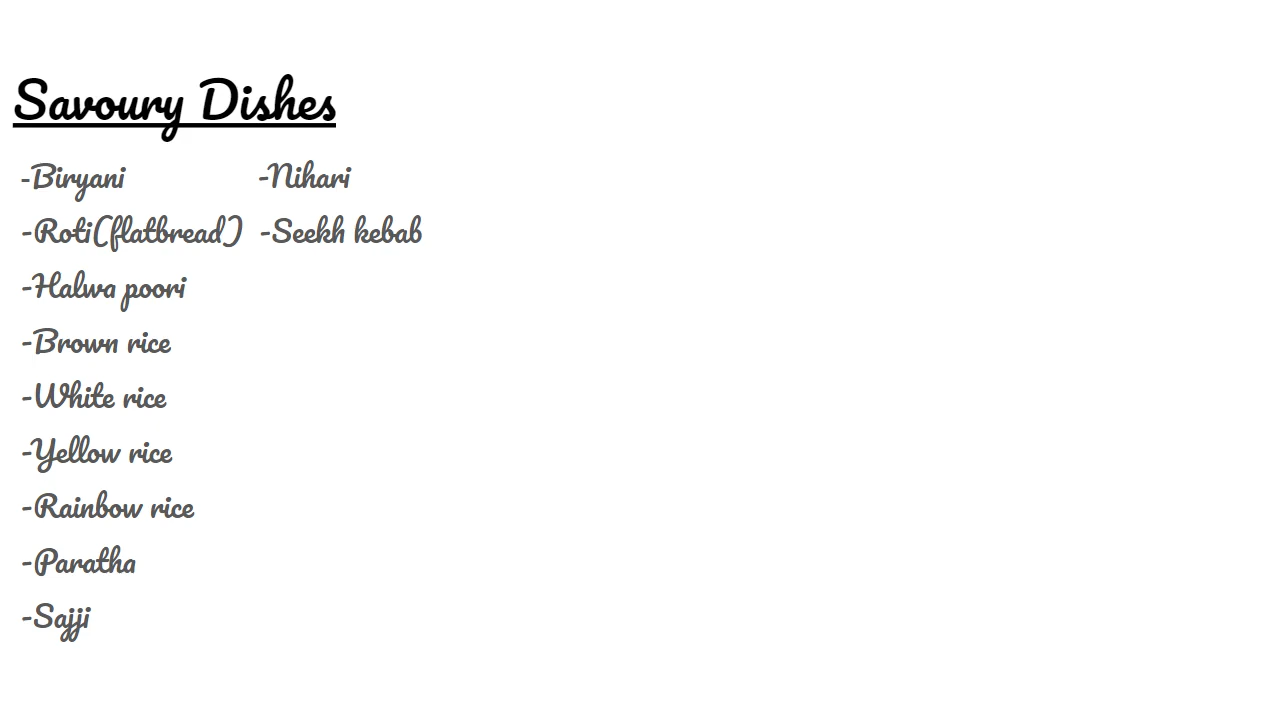 Savoury Dishes
-Biryani
-Roti(flatbread)
-Halwa poori
-Brown rice
-White rice
-Yellow rice
-Rainbow rice
-Paratha
-Sajji
-Nihari
-Seekh kebab